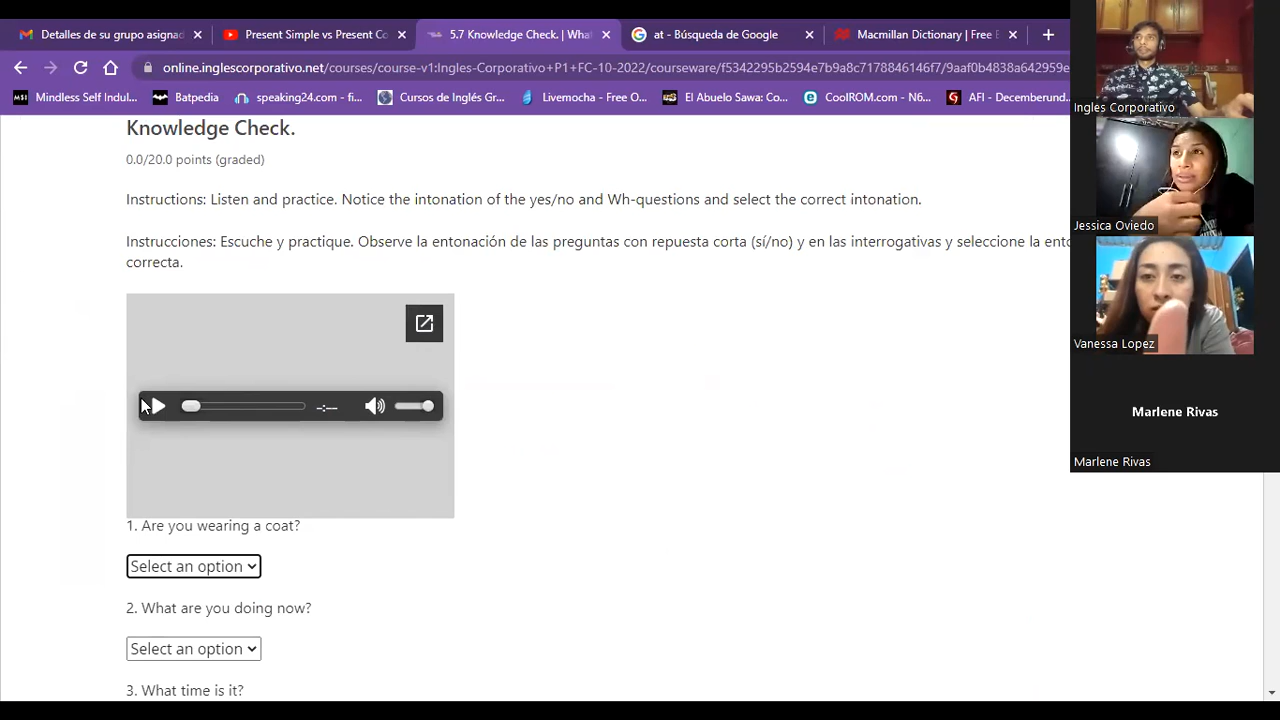 Detalles de su grupo asignad
Present Simple vs Present Co
5.7 Knowledge Check. | What
at - Búsqueda de Google
Macmillan Dictionary | Free E
online.inglescorporativo.net/courses/course-v1:Ingles-Corporativo+P1+FC-10-2022/courseware/f5342295b2594e7b9a8c7178846146f7/9aaf0b4838a642959e
Mindless Self Indul...
Batpedia
speaking24.com - fi...
Cursos de Inglés Gr...
Livemocha - Free O...
El Abuelo Sawa: Co...
CoolROM.com - N6...
AFI - Decemberund...
Knowledge Check.
0.0/20.0 points (graded)
Instructions: Listen and practice. Notice the intonation of the yes/no and Wh-questions and select the correct intonation.
Instrucciones: Escuche y practique. Observe la entonación de las preguntas con repuesta corta (sí/no) y en las interrogativas y seleccione la ento
correcta.
-:--
1. Are you wearing a coat?
Select an option
2. What are you doing now?
Select an option
3. What time is it?
Ingles Corporativo
Jessica Oviedo
Vanessa Lopez
Marlene Rivas
Marlene Rivas